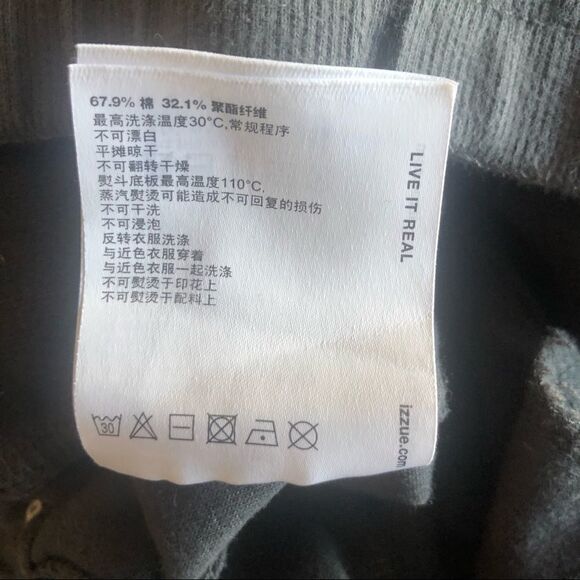 67.9% 棉 32.1% 聚酯纤维
最高洗涤温度30°C,常规程序
不可漂白
平摊晾干
不可翻转干燥
熨斗底板最高温度110°C,
蒸汽熨烫可能造成不可回复的损伤
不可干洗
不可浸泡
反转衣服洗涤
与近色衣服穿着
与近色衣服一起洗涤
不可熨烫于印花上
不可熨烫于配料上
30
LIVE IT REAL
izzue.com